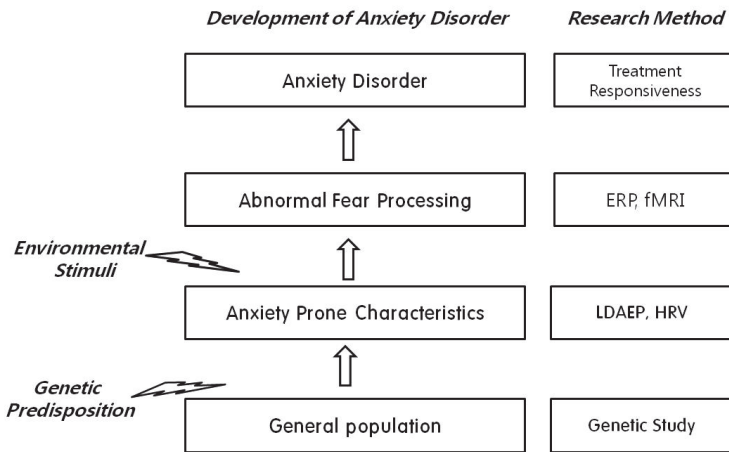 Development of Anxiety Disorder
Research Method
Anxiety Disorder
Treatment
Responsiveness
Abnormal Fear Processing
ERP, fMRI
Environmental
Stimuli
Anxiety Prone Characteristics
LDAEP, HRV
Genetic
Predisposition
General population
Genetic Study